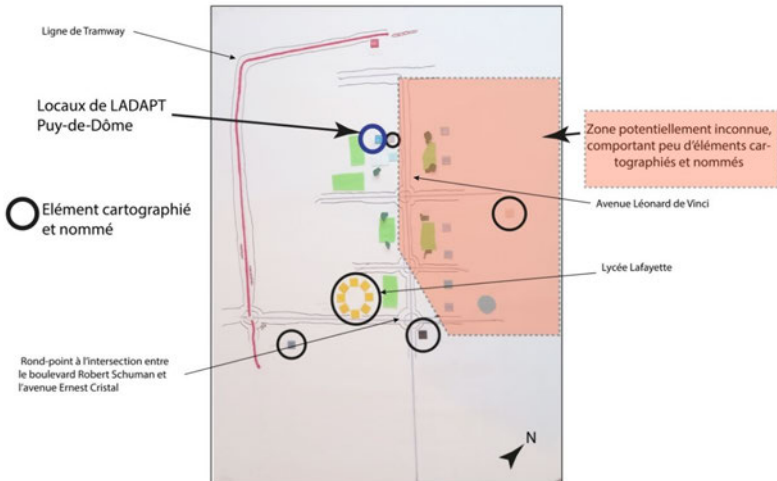 Ligne de Tramway
Locaux de LADAPT
Puy-de-Dôme
Elément cartographié
et nommé
Zone potentiellement inconnue,
comportant peu d'éléments car-
tographiés et nommés
Avenue Léonard de Vinci
Lycée Lafayette
Rond-point à l'intersection entre
le boulevard Robert Schuman et
l'avenue Ernest Cristal
N